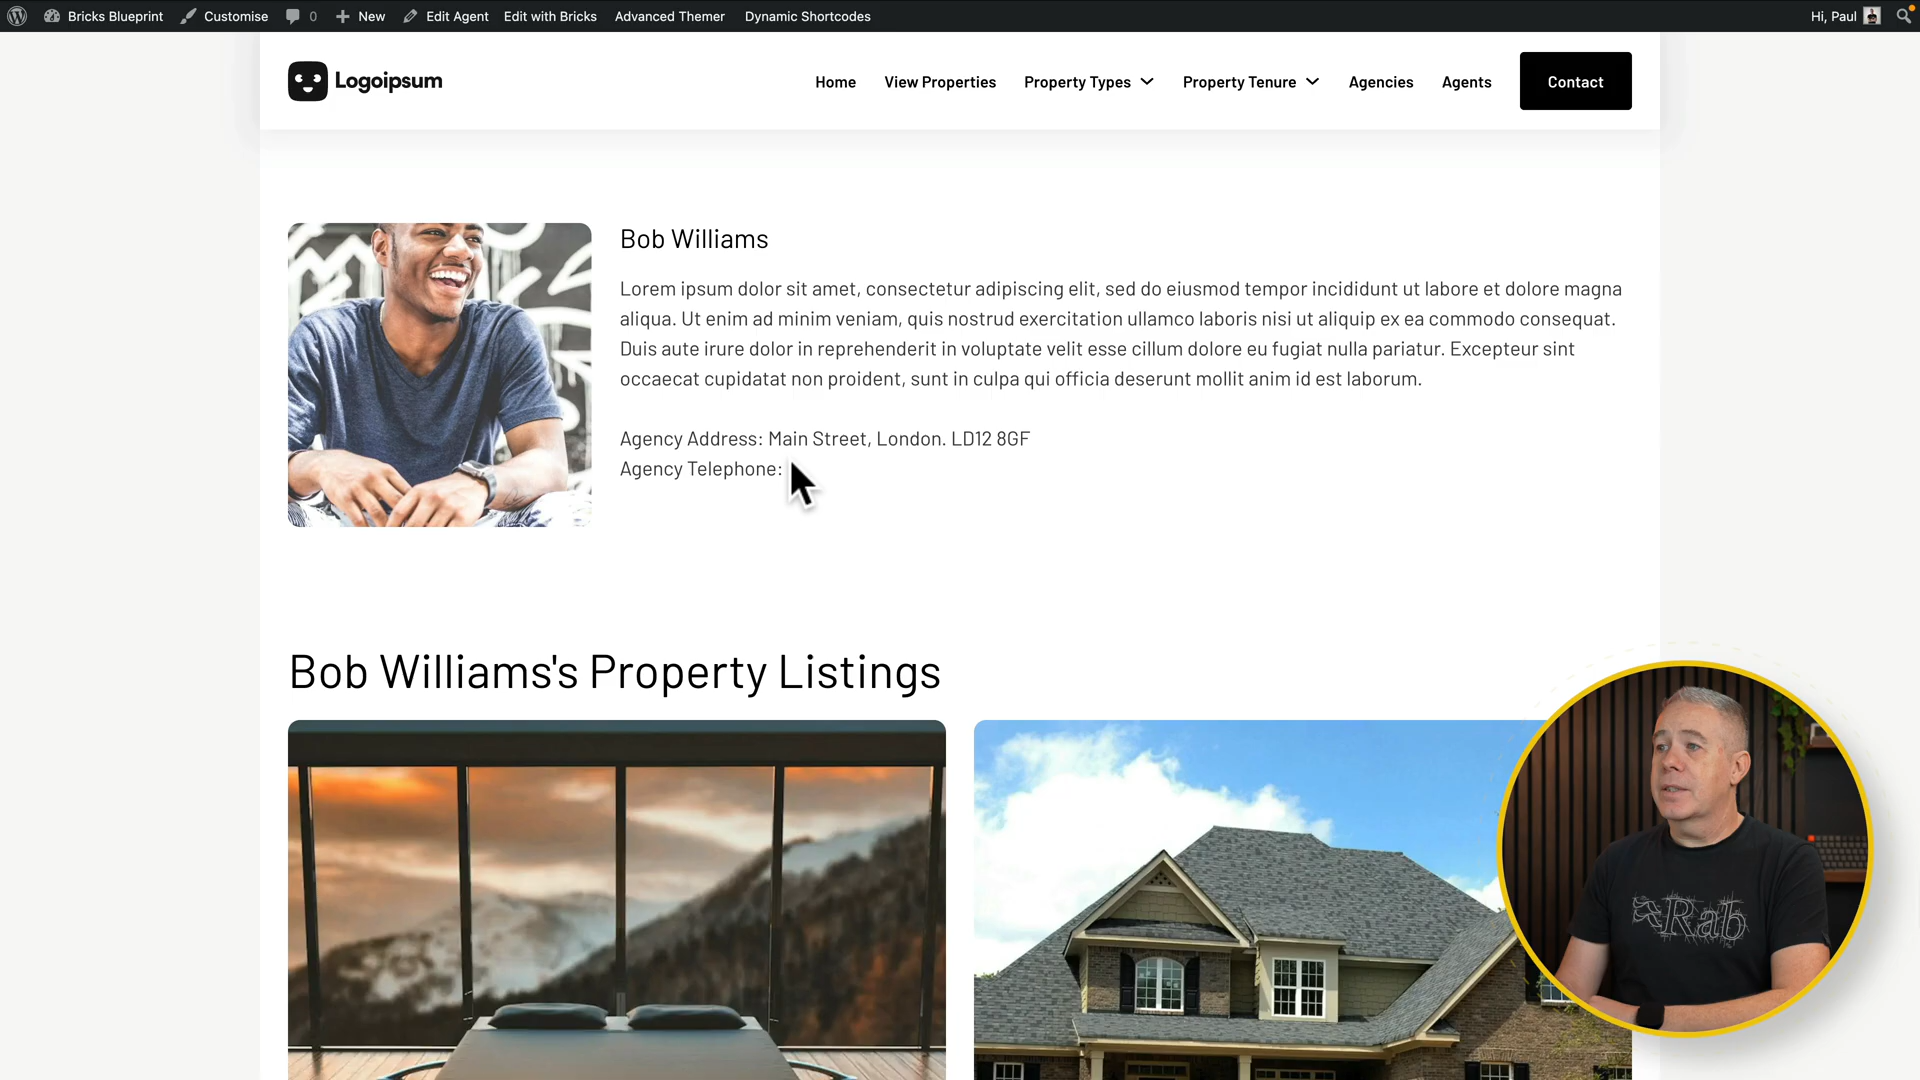 Bricks Blueprint
Customise
0
New
Edit Agent
Edit with Bricks
Advanced Themer
Dynamic Shortcodes
Hi, Paul
Logoipsum
Home
View Properties
Property Types
Property Tenure
Agencies
Agents
Contact
Bob Williams
Lorem ipsum dolor sit amet, consectetur adipiscing elit, sed do eiusmod tempor incididunt ut labore et dolore magna
aliqua. Ut enim ad minim veniam, quis nostrud exercitation ullamco laboris nisi ut aliquip ex ea commodo consequat.
Duis aute irure dolor in reprehenderit in voluptate velit esse cillum dolore eu fugiat nulla pariatur. Excepteur sint
occaecat cupidatat non proident, sunt in culpa qui officia deserunt mollit anim id est laborum.
Agency Address: Main Street, London. LD12 8GF
Agency Telephone:
Bob Williams's Property Listings
Rab